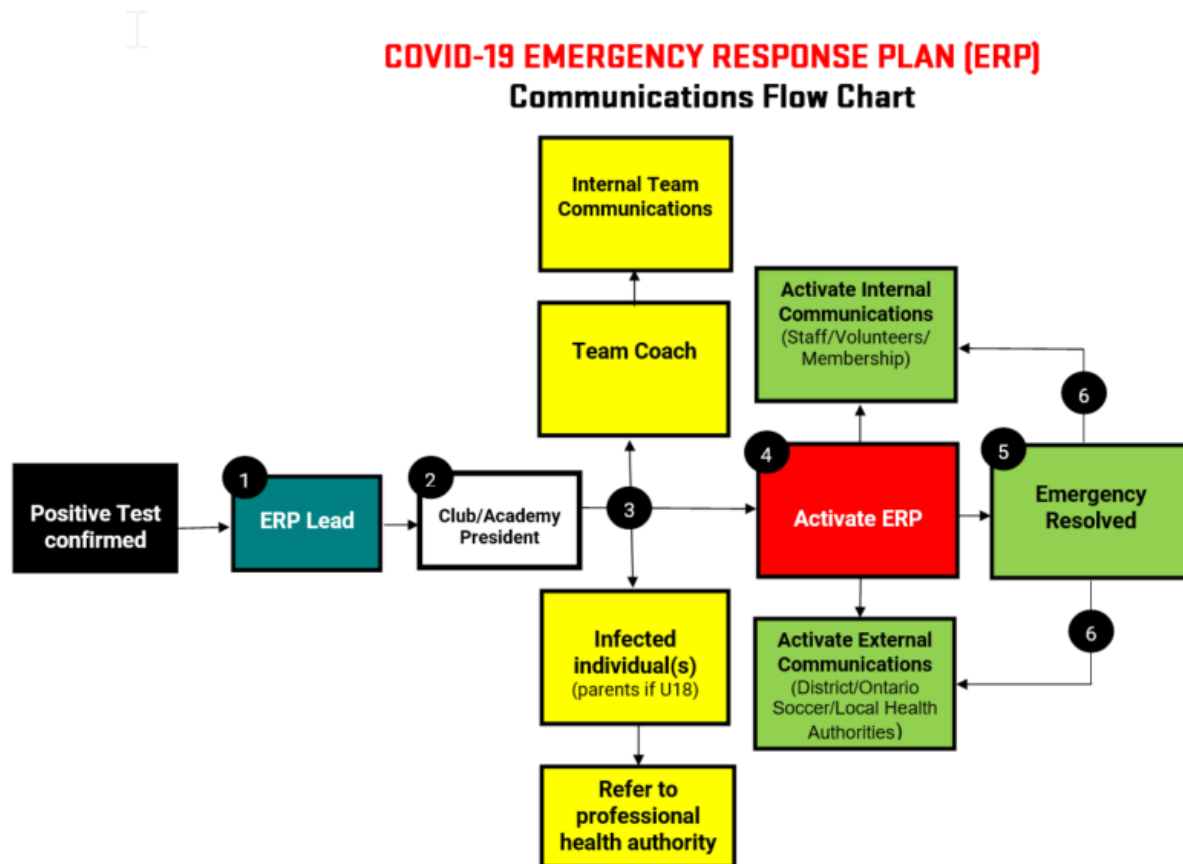 COVID-19 EMERGENCY RESPONSE PLAN (ERP)
Communications Flow Chart
Internal Team
Communications
Team Coach
Activate Internal
Communications
(Staff/Volunteers/
Membership)
6
Positive Test
confirmed
1
ERP Lead
2
Club/Academy
President
3
4
Activate ERP
5
Emergency
Resolved
Infected
individual(s)
(parents if U18)
Activate External
Communications
(District/Ontario
Soccer/Local Health
Authorities)
6
Refer to
professional
health authority